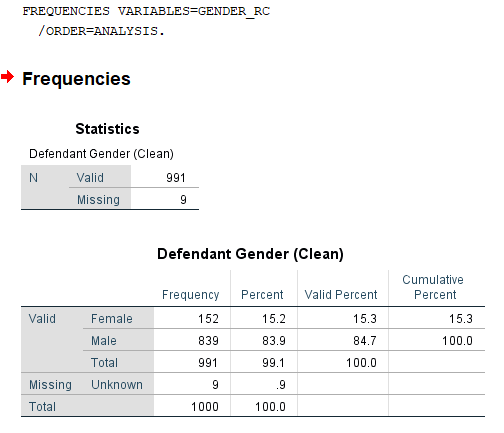 FREQUENCIES VARIABLES=GENDER_RC
/ORDER=ANALYSIS.
Frequencies
Statistics
Defendant Gender (Clean)
N Valid 991
Missing 9
Defendant Gender (Clean)
Frequency Percent Valid Percent Cumulative Percent
Valid Female 152 15.2 15.3 15.3
Male 839 83.9 84.7 100.0
Total 991 99.1 100.0
Missing Unknown 9 .9
Total 1000 100.0